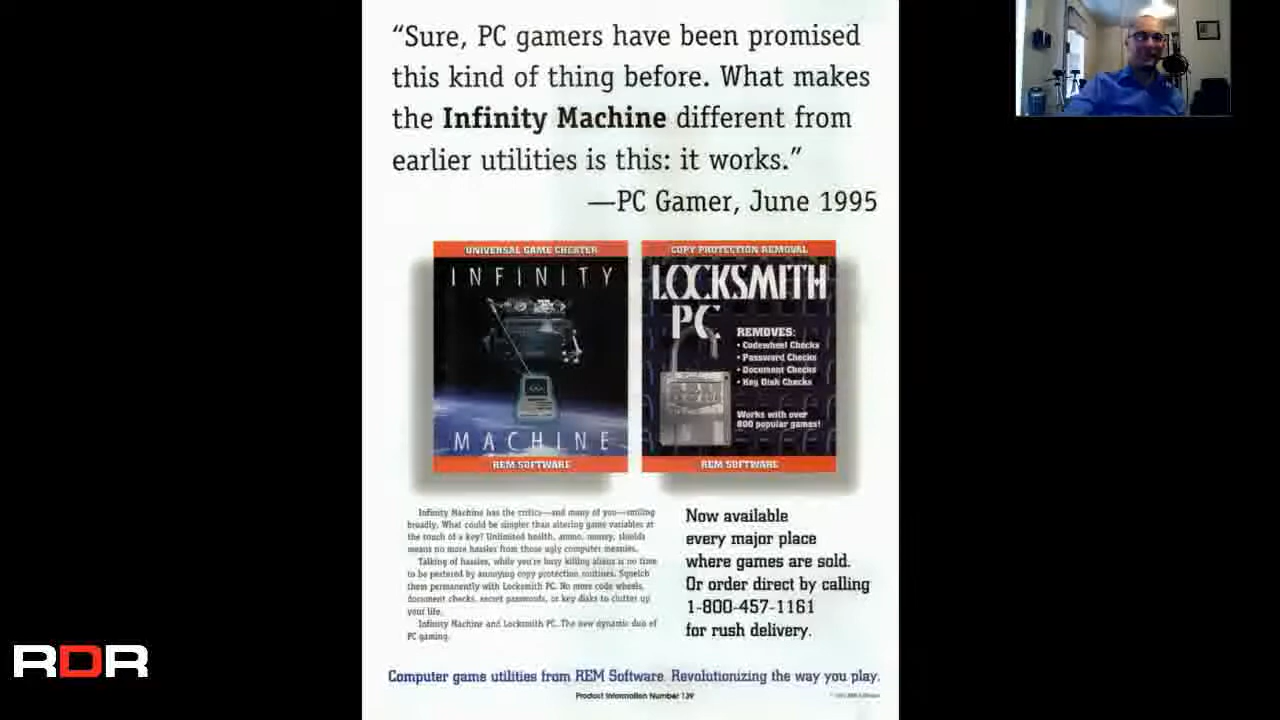 “Sure, PC gamers have been promised
this kind of thing before. What makes
the Infinity Machine different from
earlier utilities is this: it works.”
—PC Gamer, June 1995
UNIVERSAL GAME CHEATER
INFINITY
MACHINE
REM SOFTWARE
COPY PROTECTION REMOVAL
LOCKSMITH
PC
REMOVES:
• Codewheel Checks
• Password Checks
• Document Checks
• Key Disk Checks
Works with over
800 popular games!
REM SOFTWARE
Infinity Machine has the critics—and many of you—smiling
broadly. What could be simpler than altering game variables at
the touch of a key? Unlimited health, ammo, money, shields
means no more hassles from those ugly computer meanies.
Talking of hassles, while you're busy killing aliens is no time
to be pestered by annoying copy protection routines. Squelch
them permanently with Locksmith PC. No more code wheels,
document checks, secret passwords, or key disks to clutter up
your life.
Infinity Machine and Locksmith PC. The new dynamic duo of
PC gaming.
Now available
every major place
where games are sold.
Or order direct by calling
1-800-457-1161
for rush delivery.
Computer game utilities from REM Software. Revolutionizing the way you play.
Product Information Number 139
RDR